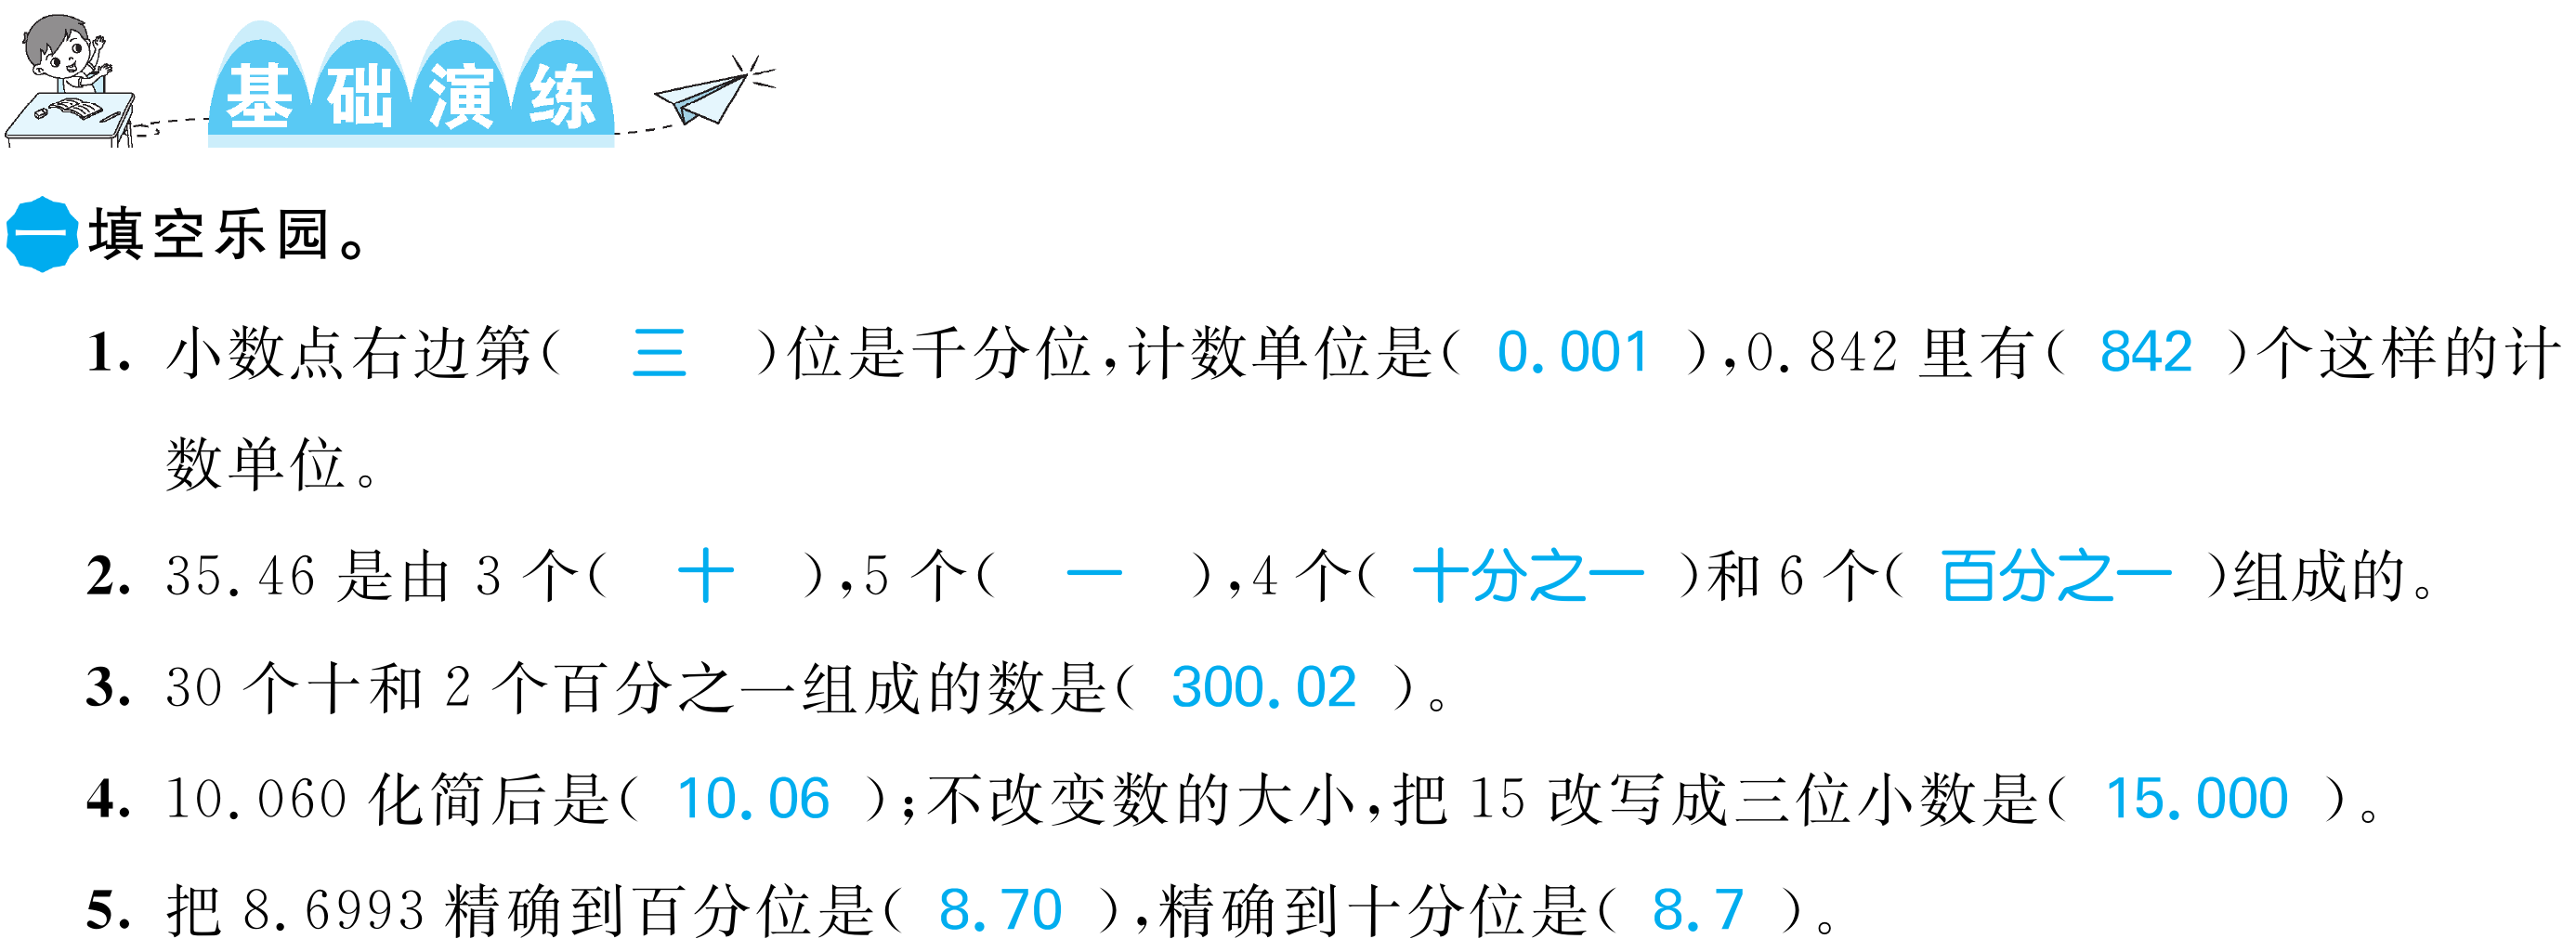 基础演练
一 填空乐园。
1. 小数点右边第( 三 )位是千分位,计数单位是( 0.001 ),0.842 里有( 842 )个这样的计
数单位。
2. 35.46 是由 3 个( 十 ),5 个( 一 ),4 个( 十分之一 )和 6 个( 百分之一 )组成的。
3. 30 个十和 2 个百分之一组成的数是( 300.02 )。
4. 10.060 化简后是( 10.06 );不改变数的大小,把 15 改写成三位小数是( 15.000 )。
5. 把 8.6993 精确到百分位是( 8.70 ),精确到十分位是( 8.7 )。